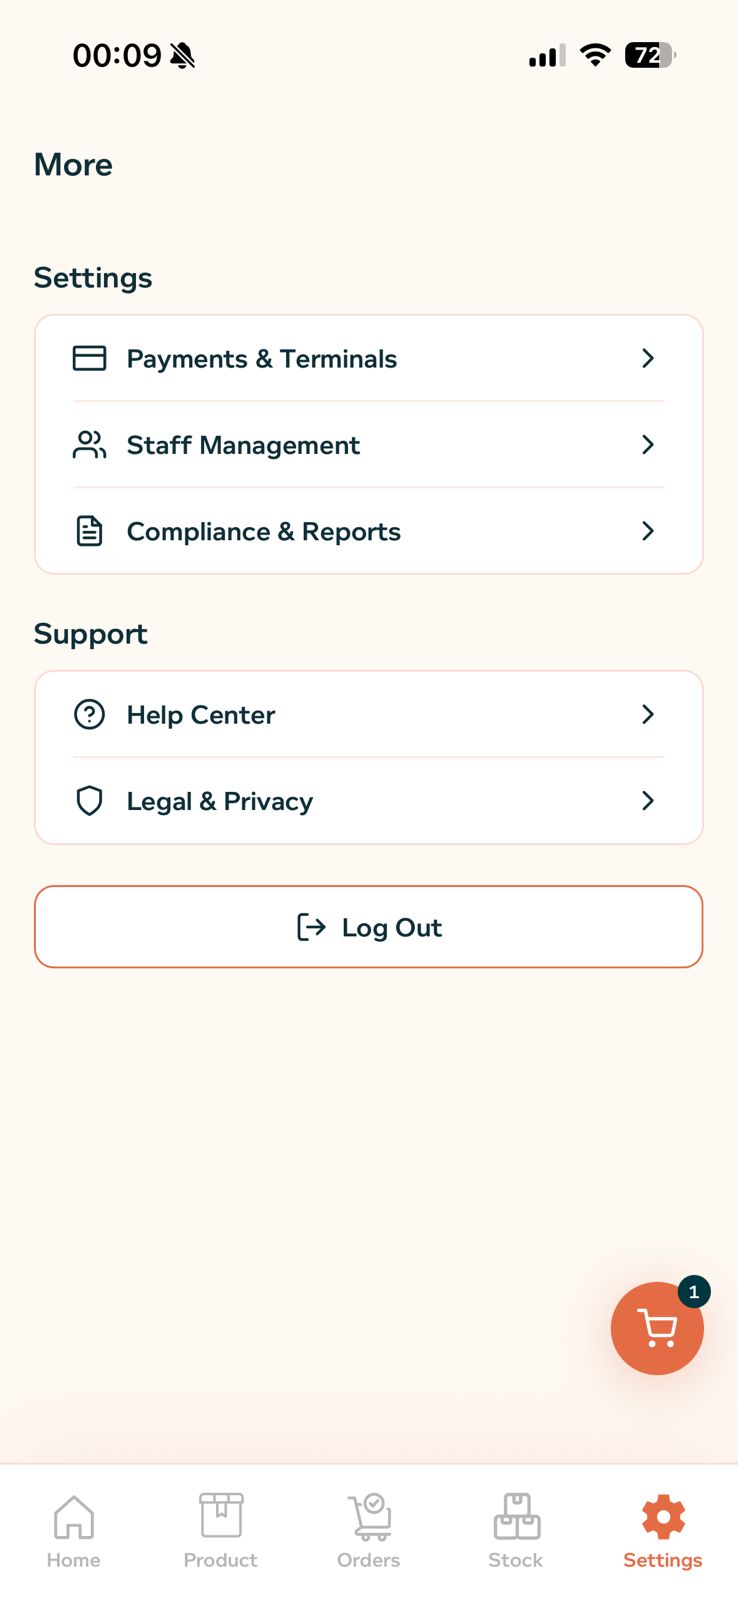 00:09
72
More
Settings
Payments & Terminals
Staff Management
Compliance & Reports
Support
Help Center
Legal & Privacy
Log Out
1
Home
Product
Orders
Stock
Settings